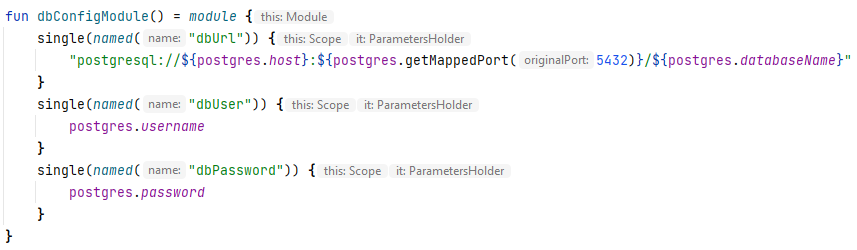 fun dbConfigModule() = module { this: Module
    single(named( name: "dbUrl")) { this: Scope it: ParametersHolder
        "postgresql://${postgres.host}:${postgres.getMappedPort( originalPort: 5432)}/${postgres.databaseName}"
    }
    single(named( name: "dbUser")) { this: Scope it: ParametersHolder
        postgres.username
    }
    single(named( name: "dbPassword")) { this: Scope it: ParametersHolder
        postgres.password
    }
}